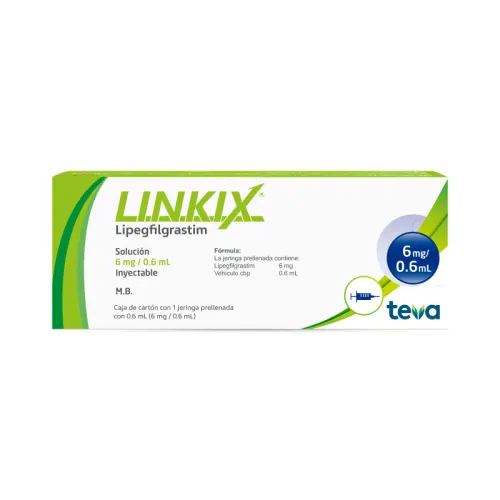 L.I.N.K.I.X.
Lipegfilgrastim
Solución
6 mg / 0.6 mL
Inyectable
M.B.
Caja de cartón con 1 jeringa prellenada
con 0,6 mL (6 mg / 0.6 mL)
Fórmula:
La jeringa prellenada contiene:
Lipegfilgrastim 6 mg
Vehículo cbp 0.6 mL
6 mg/
0.6 mL
teva